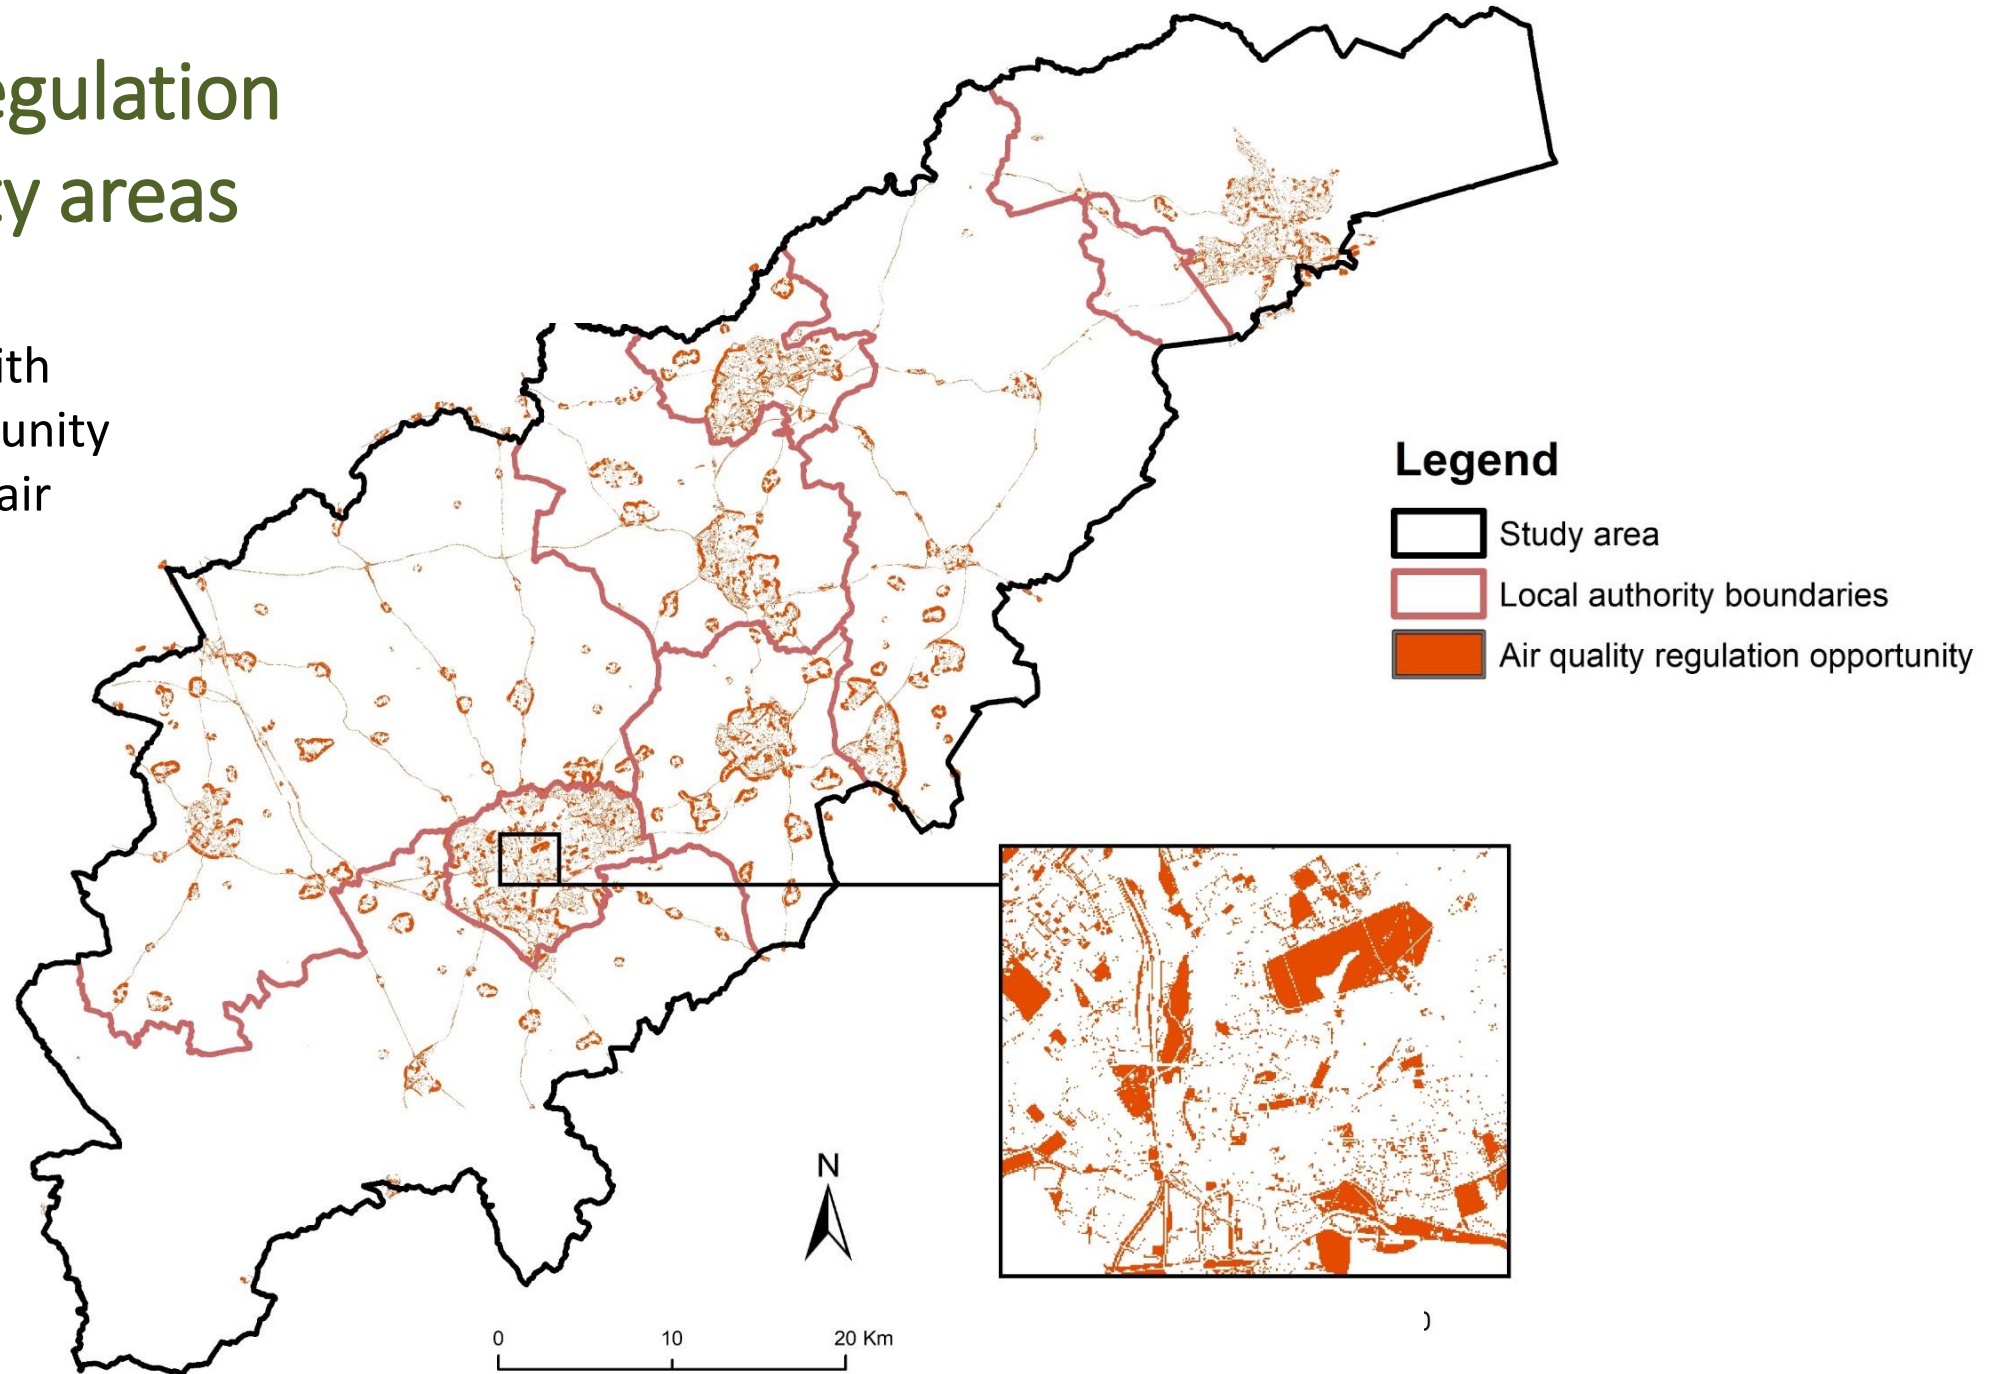 egulation
ty areas
ith
unity
air
Legend
Study area
Local authority boundaries
Air quality regulation opportunity
N
0 10 20 Km